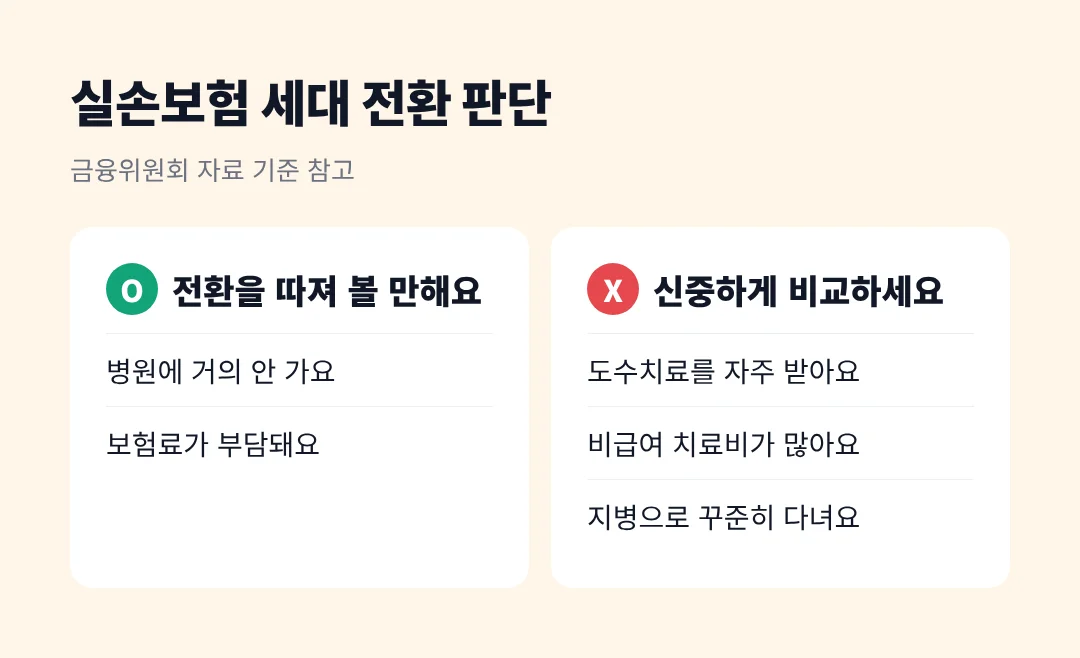 실손보험 세대 전환 판단
금융위원회 자료 기준 참고
O 전환을 따져 볼 만해요
병원에 거의 안 가요
보험료가 부담돼요
X 신중하게 비교하세요
도수치료를 자주 받아요
비급여 치료비가 많아요
지병으로 꾸준히 다녀요